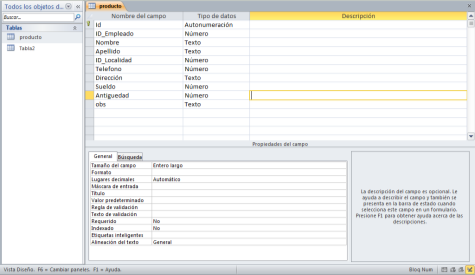 Todos los objetos d...
producto
Buscar...
Tablas
producto
Tabla2
Nombre del campo Tipo de datos Descripción
Id Autonumeración
ID_Empleado Número
Nombre Texto
Apellido Texto
ID_Localidad Número
Telefono Número
Dirección Texto
Sueldo Número
Antiguedad Número
obs Texto
Propiedades del campo
General Búsqueda
Tamaño del campo Entero largo
Formato
Lugares decimales Automático
Máscara de entrada
Título
Valor predeterminado
Regla de validación
Texto de validación
Requerido No
Indexado No
Etiquetas inteligentes
Alineación del texto General
La descripción del campo es opcional. Le
ayuda a describir el campo y también se
presenta en la barra de estado cuando
selecciona este campo en un formulario.
Presione F1 para obtener ayuda acerca de las
descripciones.
Vista Diseño. F6 = Cambiar paneles. F1 = Ayuda. Bloq Num